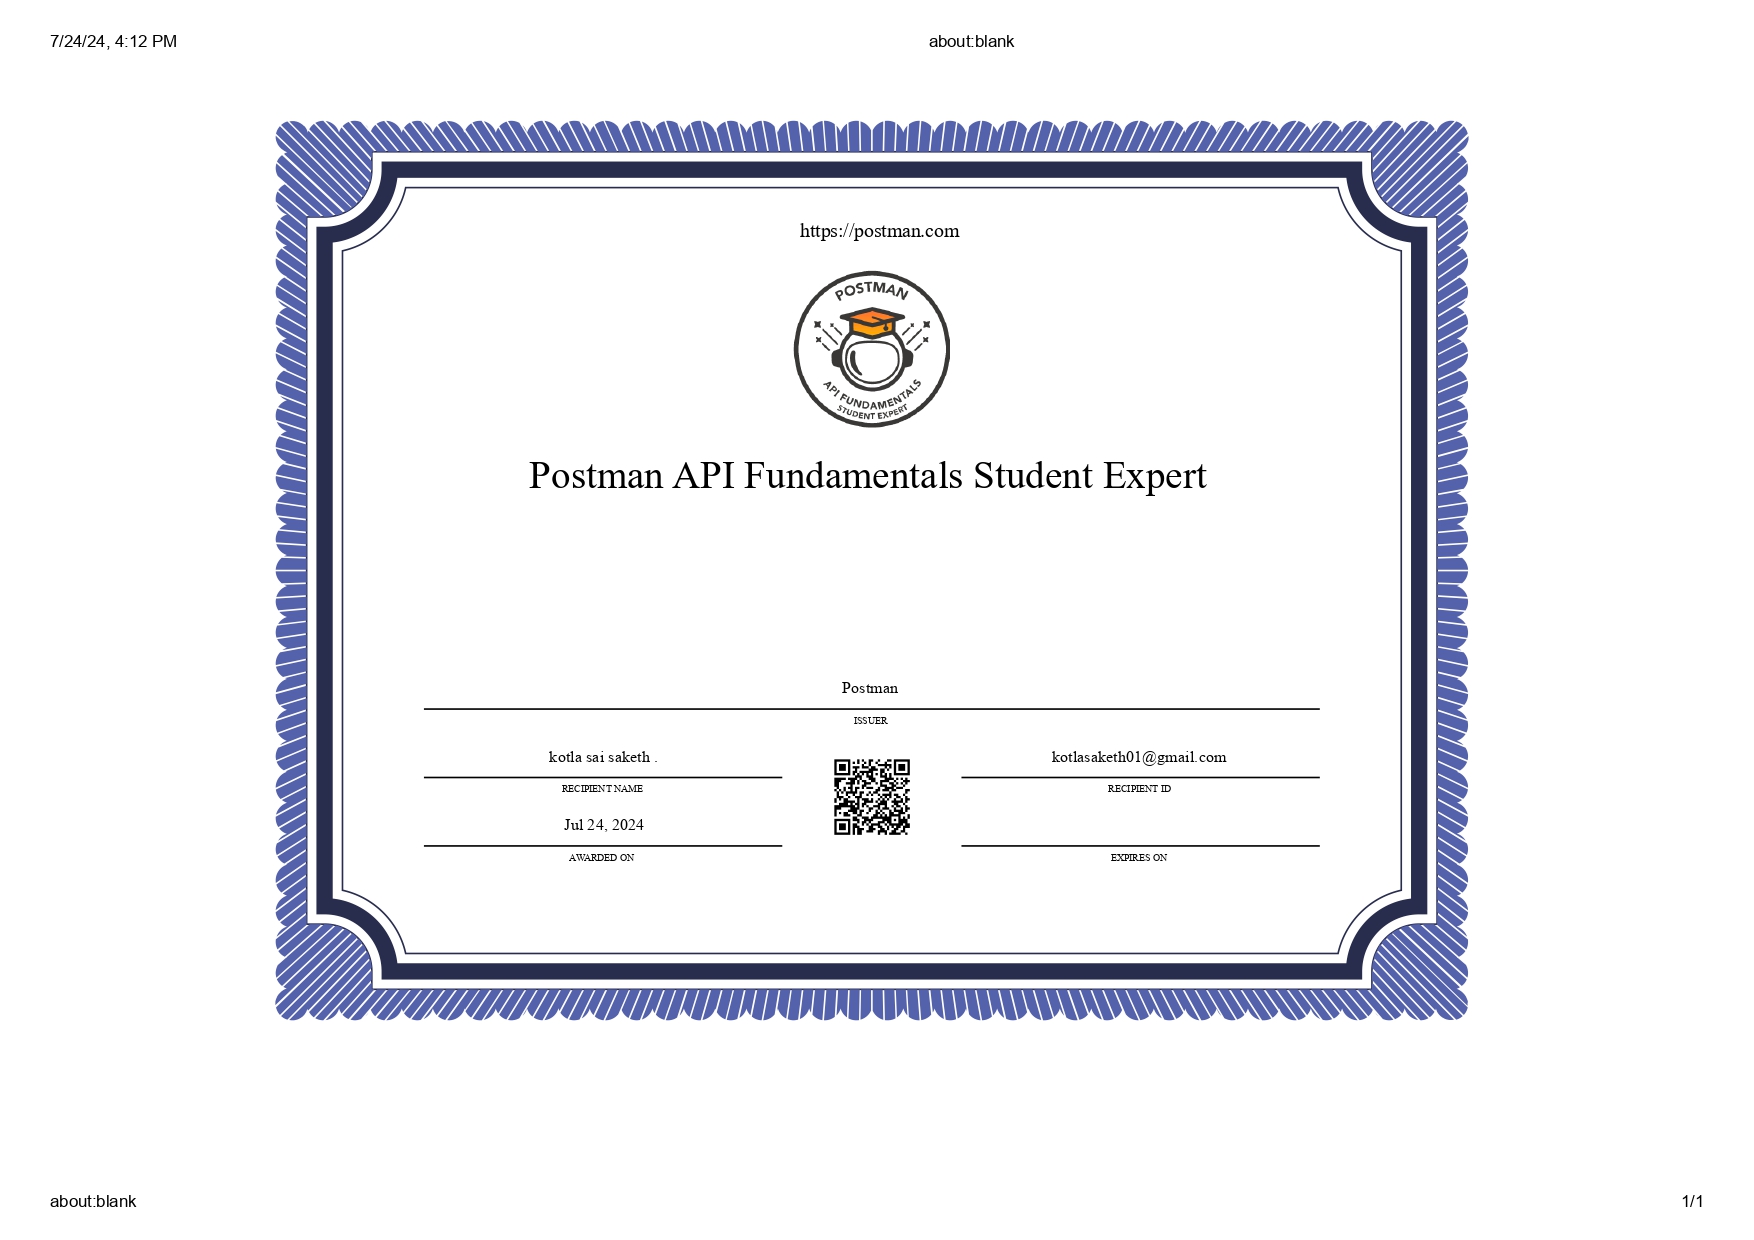 7/24/24, 4:12 PM
about:blank
https://postman.com
POSTMAN
API FUNDAMENTALS
STUDENT EXPERT
Postman API Fundamentals Student Expert
Postman
ISSUER
kotla sai saketh .
kotlasaketh01@gmail.com
RECIPIENT NAME
RECIPIENT ID
Jul 24, 2024
AWARDED ON
EXPIRES ON
about:blank
1/1